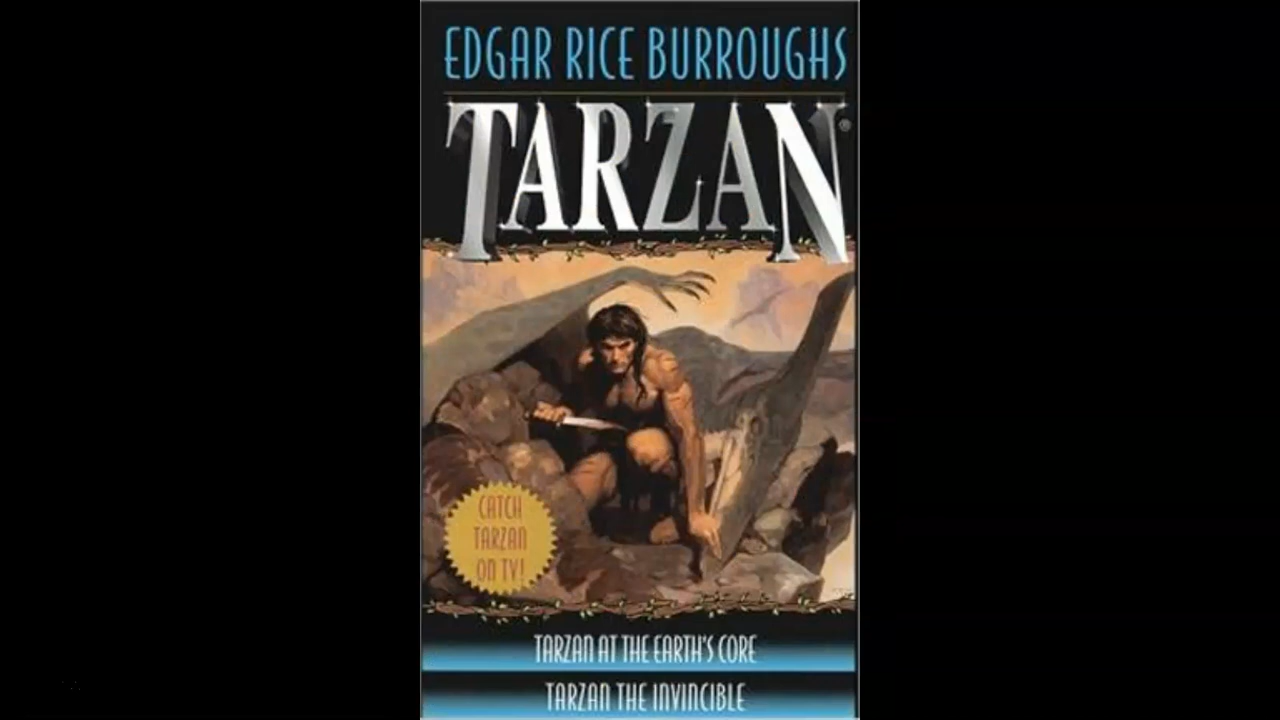 EDGAR RICE BURROUGHS
TARZAN®
CATCH
TARZAN
ON TV!
TARZAN AT THE EARTH'S CORE
TARZAN THE INVINCIBLE